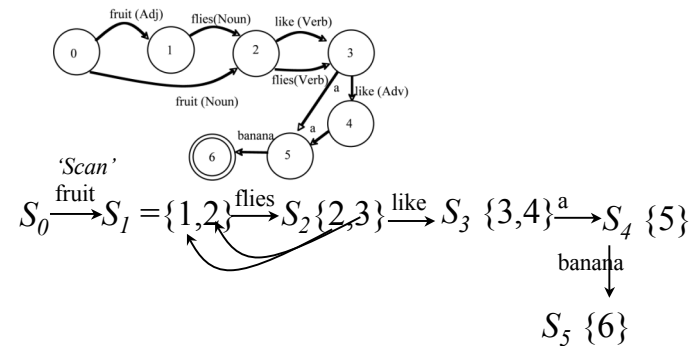 fruit (Adj) flies(Noun) like (Verb)
0 1 2 3
flies(Verb) a like (Adv)
fruit (Noun)
4
banana a
6 5
‘Scan’
fruit flies like a
S0 S1 ={1,2} S2{2,3} S3 {3,4} S4 {5}
banana
S5 {6}